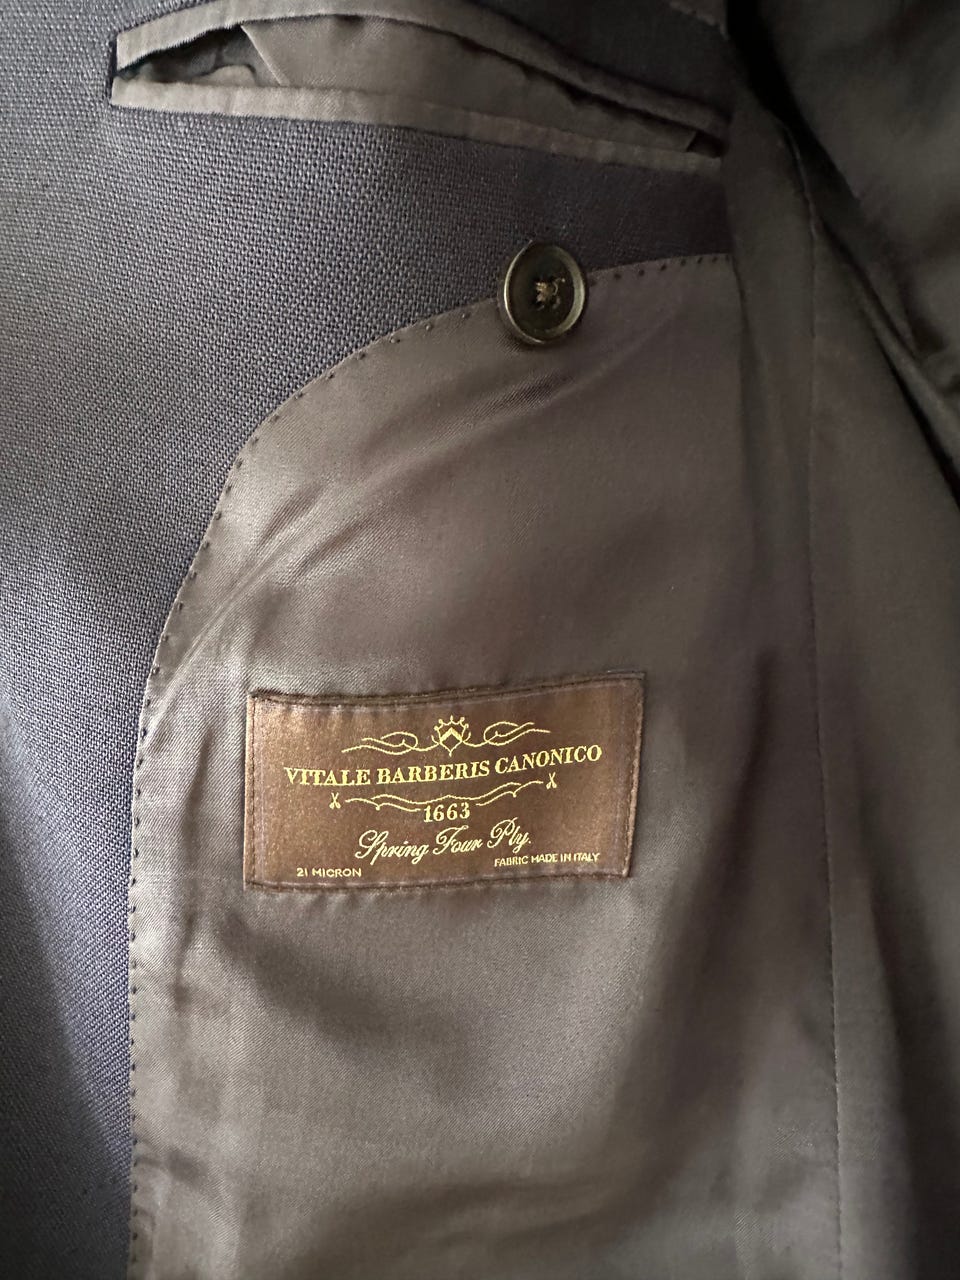 VITALE BARBERIS CANONICO
1663
Spring Four Ply.
21 MICRON
FABRIC MADE IN ITALY